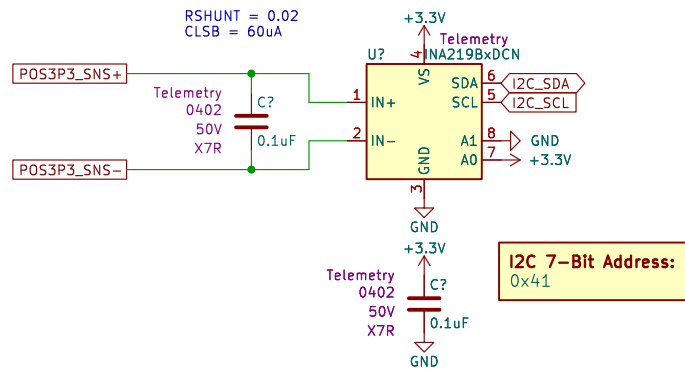 RSHUNT = 0.02
CLSB = 60uA
+3.3V
Telemetry
U?
INA219BxDCN
4
VS
POS3P3_SNS+
Telemetry
0402
50V
X7R
C?
0.1uF
1
IN+
2
IN-
SDA
6
I2C_SDA
SCL
5
I2C_SCL
A1
8
GND
A0
7
+3.3V
GND
3
GND
POS3P3_SNS-
+3.3V
Telemetry
0402
50V
X7R
C?
0.1uF
GND
I2C 7-Bit Address:
0x41